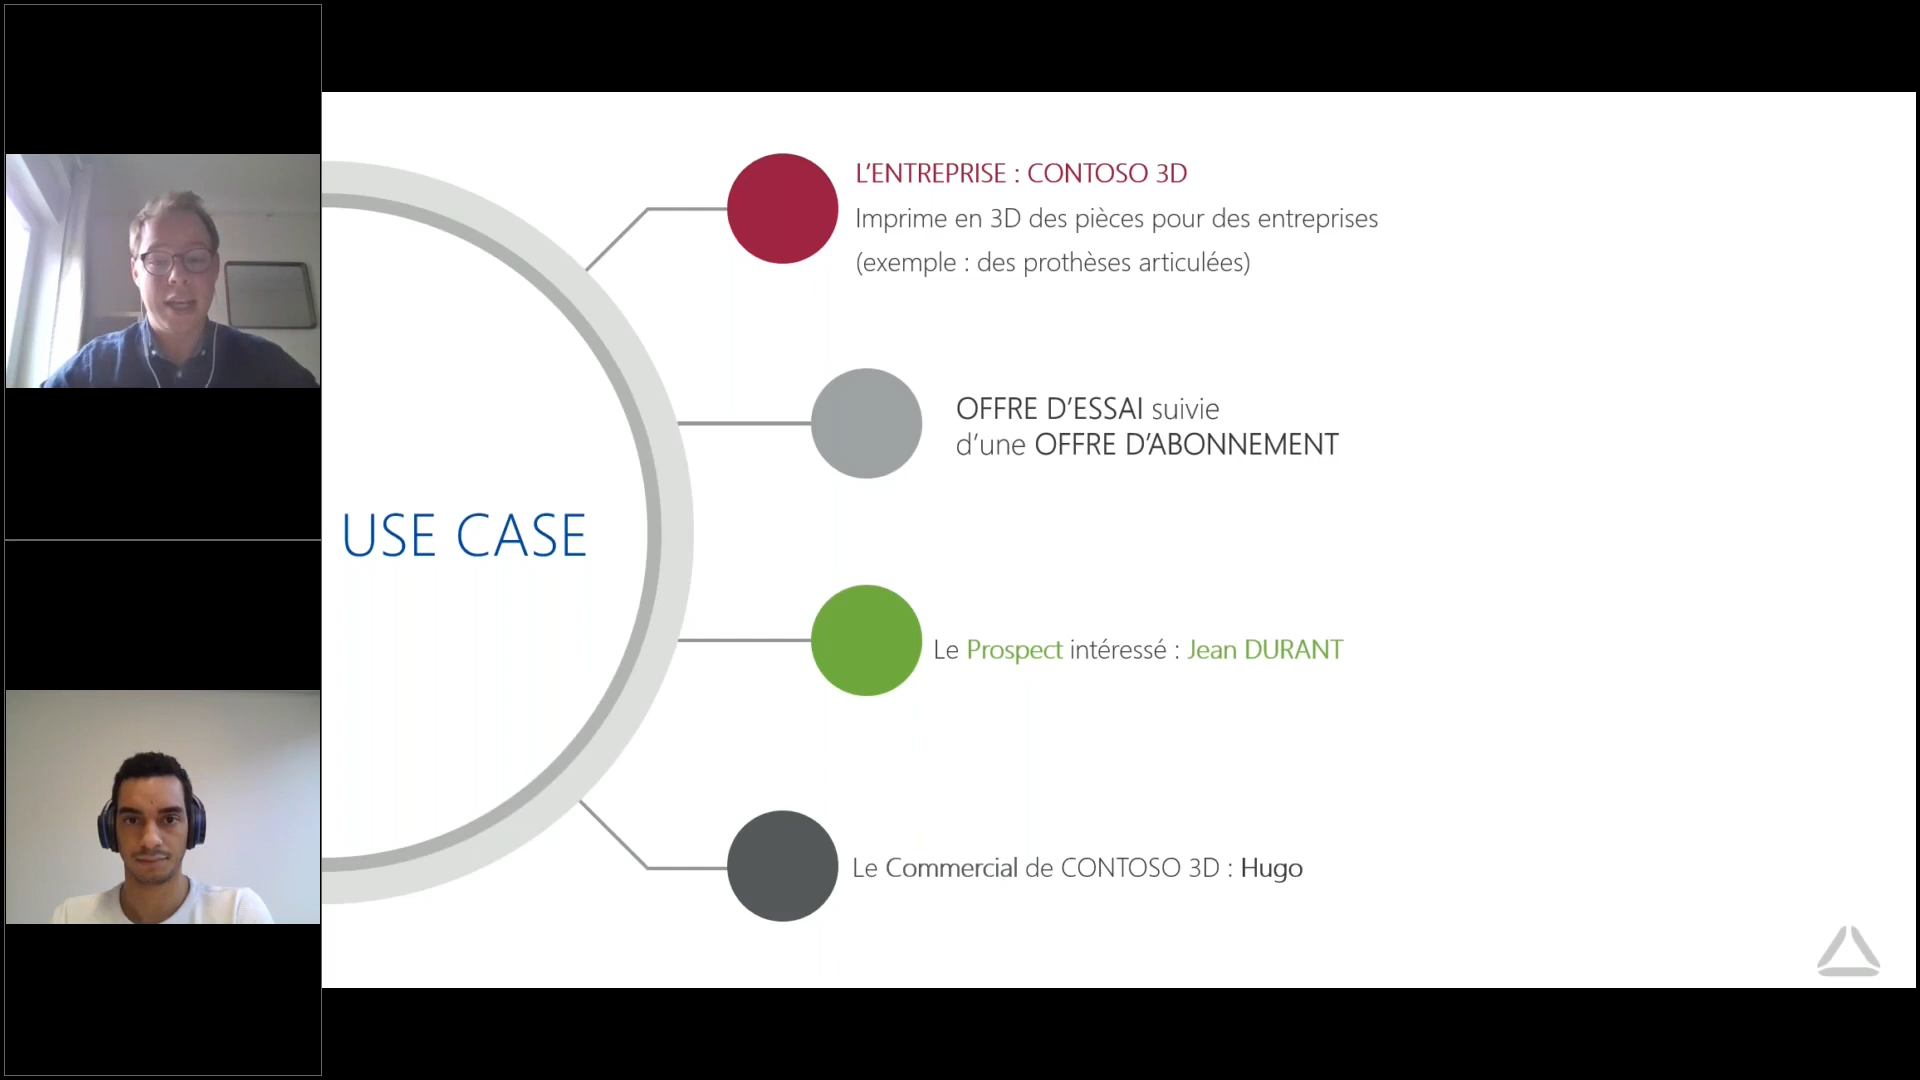 L'ENTREPRISE : CONTOSO 3D
Imprime en 3D des pièces pour des entreprises
(exemple : des prothèses articulées)
OFFRE D'ESSAI suivie
d'une OFFRE D'ABONNEMENT
USE CASE
Le Prospect intéressé : Jean DURANT
Le Commercial de CONTOSO 3D : Hugo